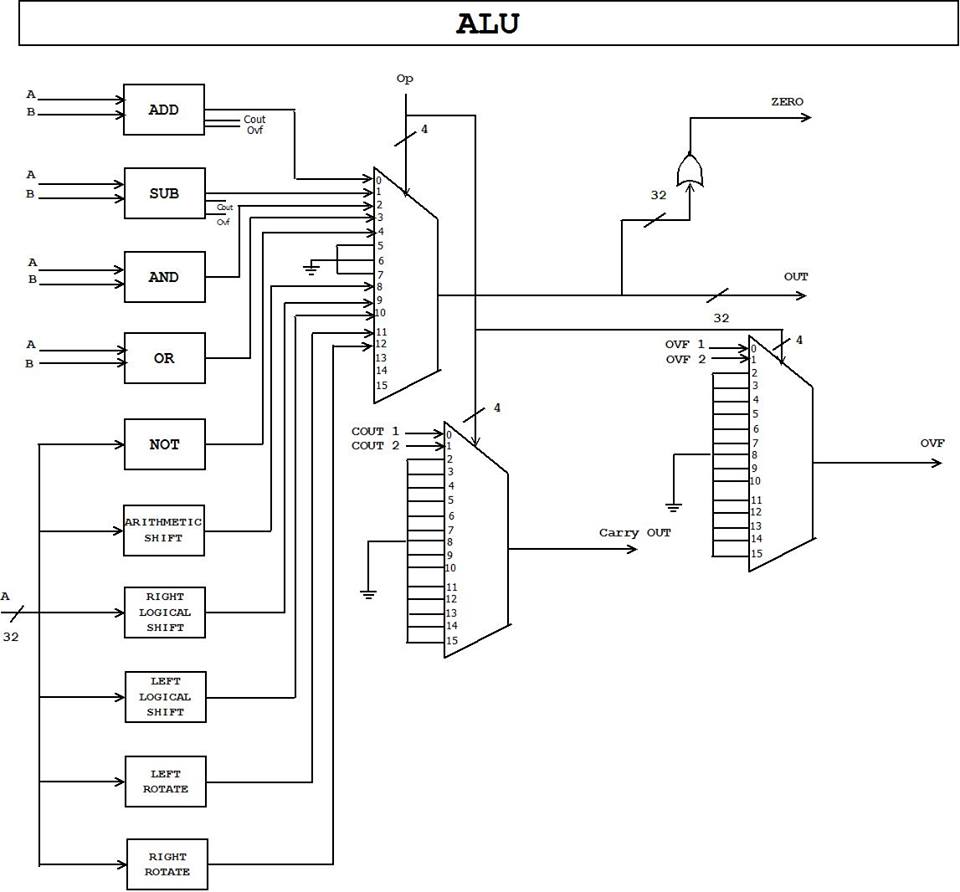 ALU
Op
4
A
B
ADD
Cout
Ovf
A
B
SUB
Cout
Ovf
A
B
AND
A
B
OR
NOT
ARITHMETIC
SHIFT
A
32
RIGHT
LOGICAL
SHIFT
LEFT
LOGICAL
SHIFT
LEFT
ROTATE
RIGHT
ROTATE
0
1
2
3
4
5
6
7
8
9
10
11
12
13
14
15
ZERO
32
OUT
32
4
COUT 1
COUT 2
0
1
2
3
4
5
6
7
8
9
10
11
12
13
14
15
Carry OUT
4
OVF 1
OVF 2
0
1
2
3
4
5
6
7
8
9
10
11
12
13
14
15
OVF